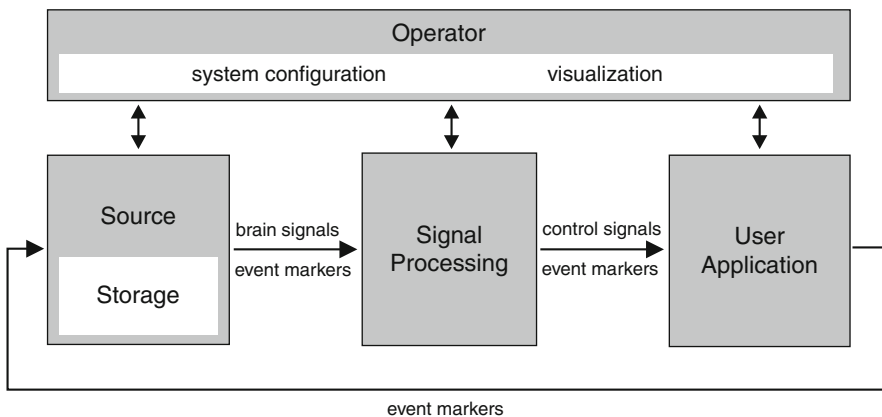 Operator
system configuration
visualization
Source
Storage
brain signals
event markers
Signal
Processing
control signals
event markers
User
Application
event markers